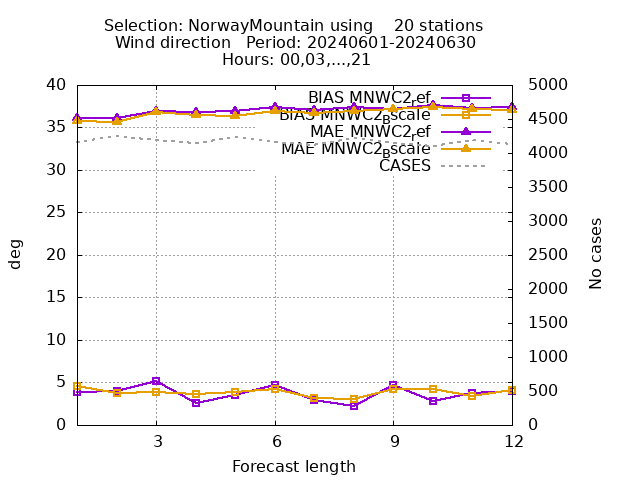 Selection: NorwayMountain using 20 stations
Wind direction Period: 20240601-20240630
Hours: 00,03,...,21
BIAS MNWC2_ref
BIAS MNWC2_Bscale
MAE MNWC2_ref
MAE MNWC2_Bscale
CASES
40
35
30
25
20
15
10
5
0
deg
5000
4500
4000
3500
3000
2500
2000
1500
1000
500
0
No cases
3 6 9 12
Forecast length